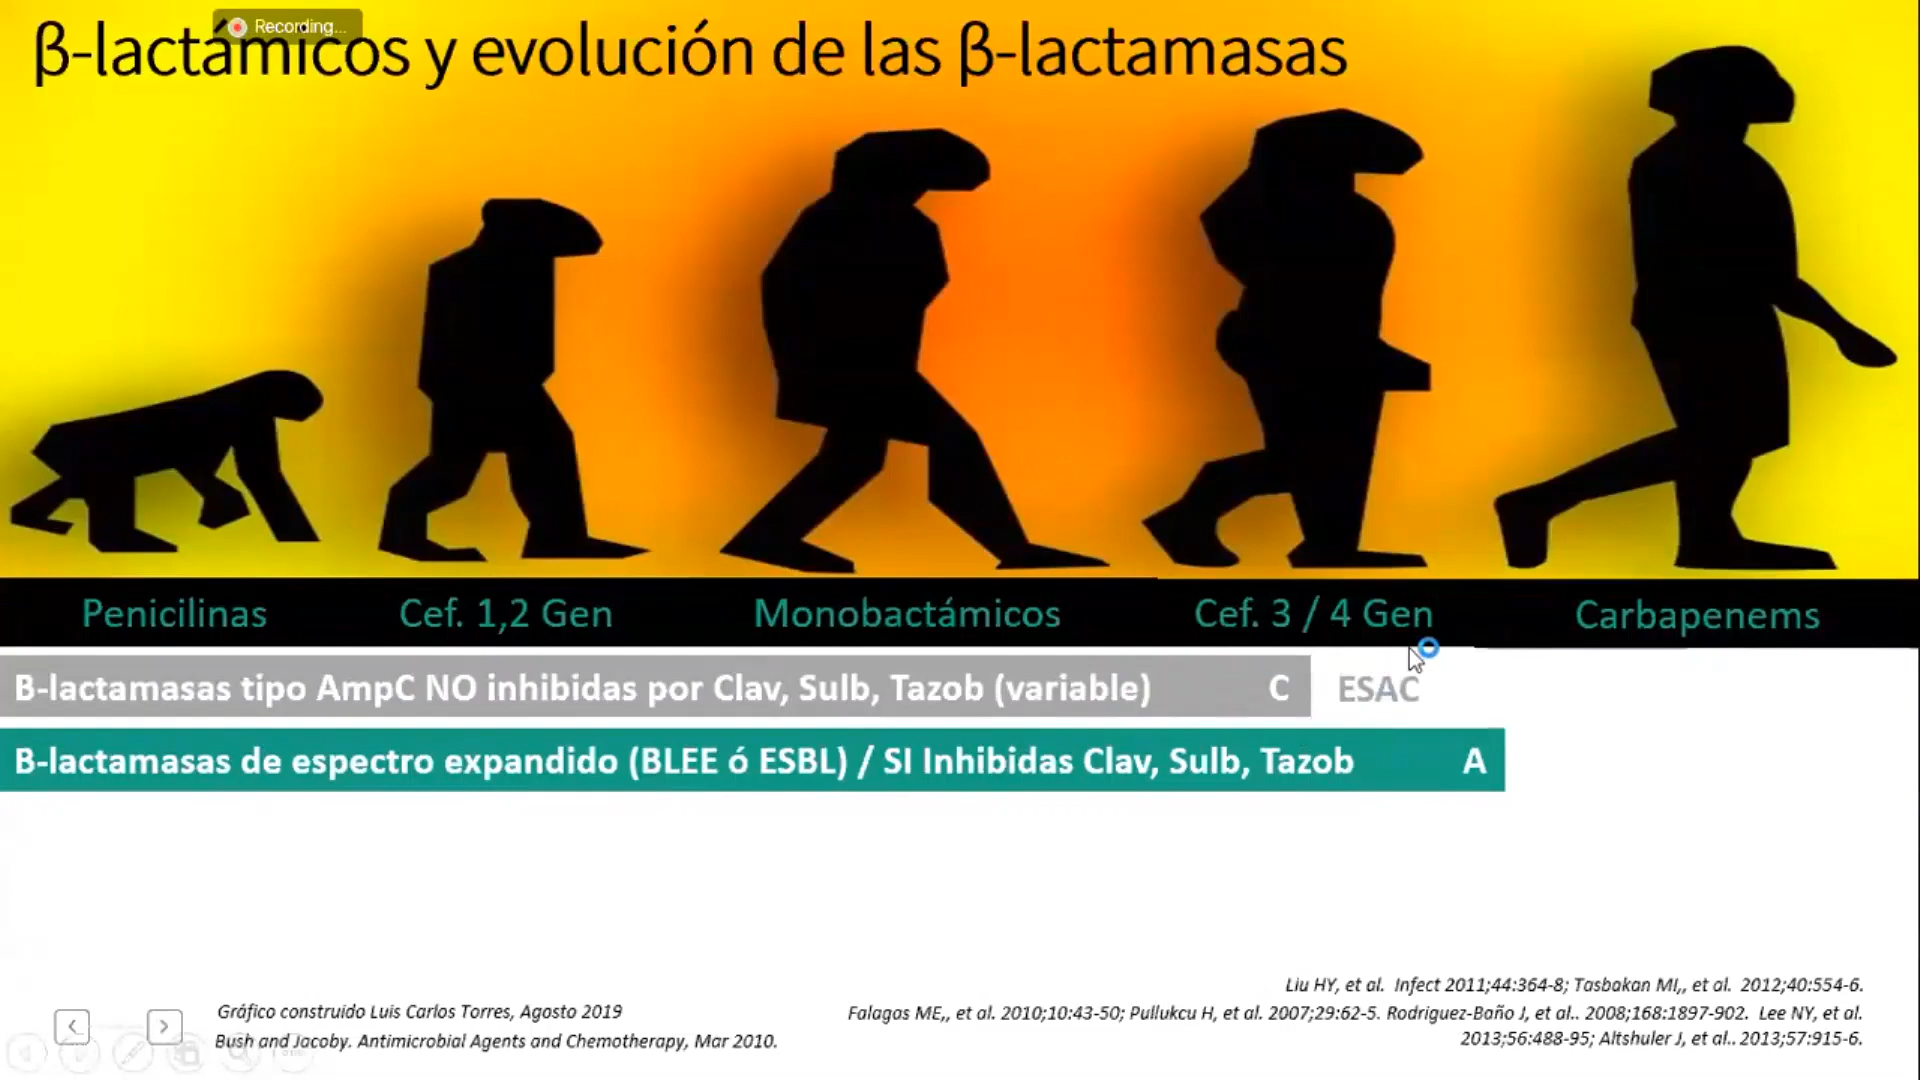 Recording...
β-lactámicos y evolución de las β-lactamasas
Penicilinas Cef. 1,2 Gen Monobactámicos Cef. 3 / 4 Gen Carbapenems
B-lactamasas tipo AmpC NO inhibidas por Clav, Sulb, Tazob (variable) C ESAC
B-lactamasas de espectro expandido (BLEE ó ESBL) / SI Inhibidas Clav, Sulb, Tazob A
Liu HY, et al. Infect 2011;44:364-8; Tasbakan MI,, et al. 2012;40:554-6.
Gráfico construido Luis Carlos Torres, Agosto 2019
Falagas ME,, et al. 2010;10:43-50; Pullukcu H, et al. 2007;29:62-5. Rodriguez-Baño J, et al.. 2008;168:1897-902. Lee NY, et al.
Bush and Jacoby. Antimicrobial Agents and Chemotherapy, Mar 2010.
2013;56:488-95; Altshuler J, et al.. 2013;57:915-6.